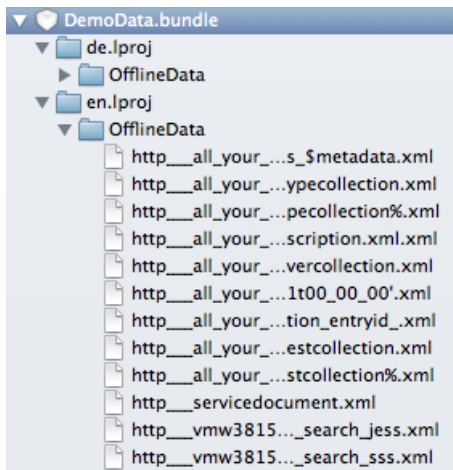 DemoData.bundle
de.lproj
OfflineData
en.lproj
OfflineData
http___all_your_...s_$metadata.xml
http___all_your_...ypecollection.xml
http___all_your_...pecollection%.xml
http___all_your_...scription.xml.xml
http___all_your_...vercollection.xml
http___all_your_...1t00_00_00'.xml
http___all_your_...tion_entryid_.xml
http___all_your_...estcollection.xml
http___all_your_...stcollection%.xml
http___servicedocument.xml
http___vmw3815..._search_jess.xml
http___vmw3815..._search_sss.xml